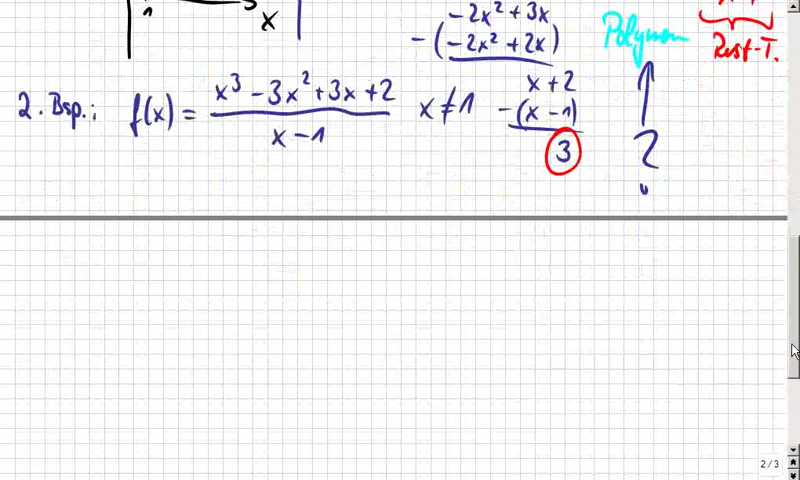 x
-2x² + 3x
-(-2x² + 2x)
Polynom
Rest-T.
2. Bsp.: f(x) = (x³ - 3x² + 3x + 2) / (x - 1) x ≠ 1
x + 2
-(x - 1)
3
?
2/3